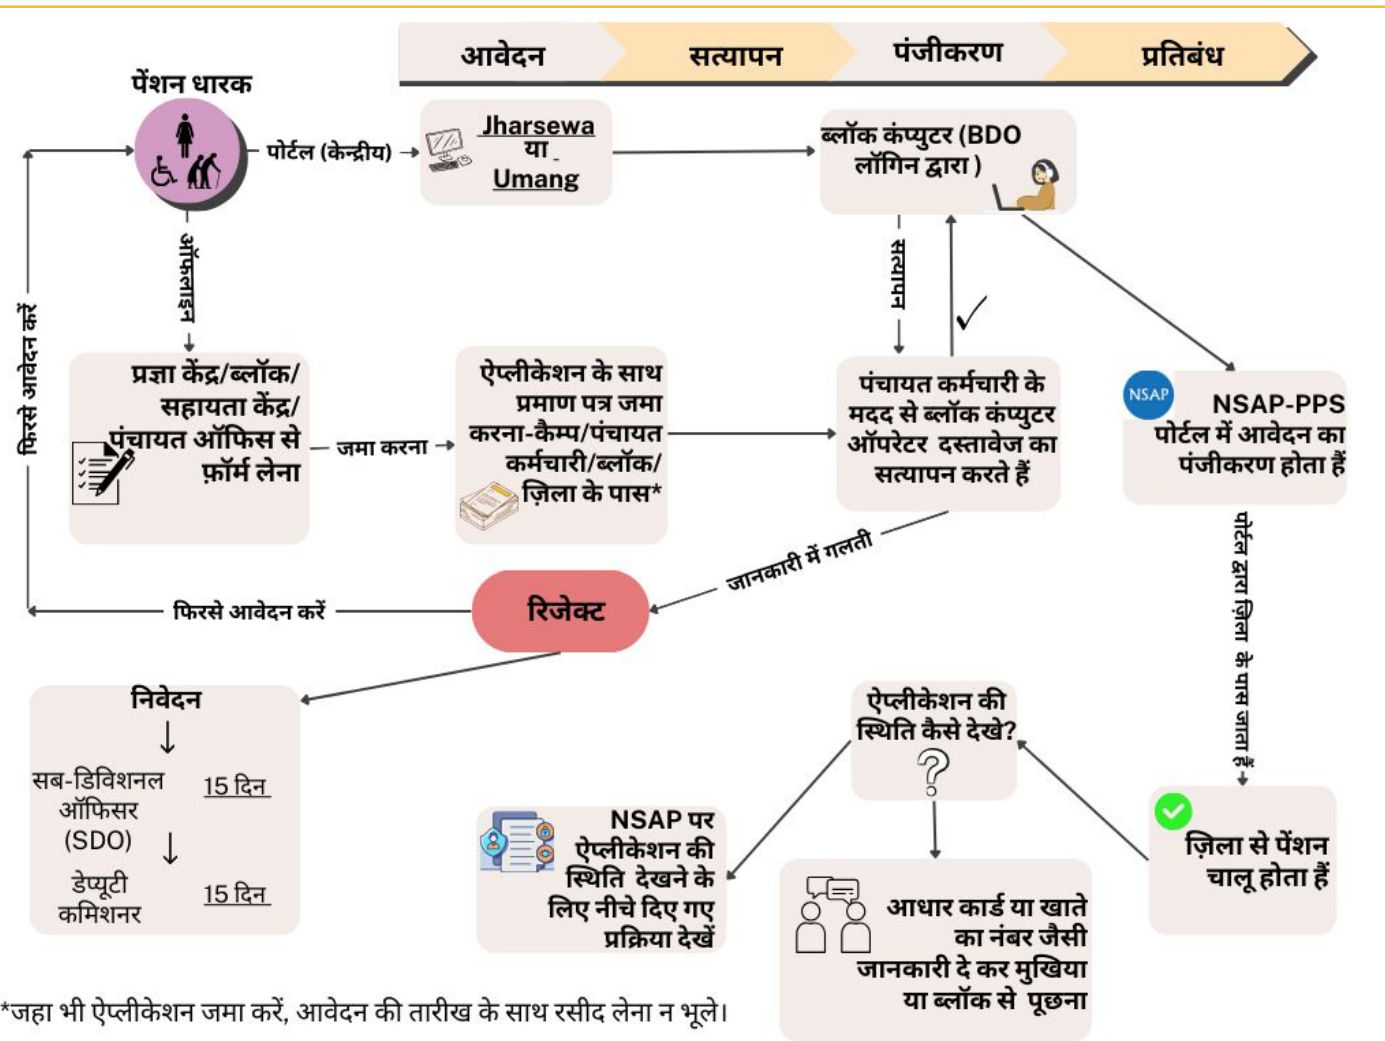 आवेदन
सत्यापन
पंजीकरण
प्रतिबंध
पेंशन धारक
पोर्टल (केन्द्रीय)
Jharsewa
या
Umang
ब्लॉक कंप्युटर (BDO
लॉगिन द्वारा )
ऑफलाइन
सत्यापन
फिरसे आवेदन करें
प्रज्ञा केंद्र/ब्लॉक/
सहायता केंद्र/
पंचायत ऑफिस से
फ़ॉर्म लेना
जमा करना
ऐप्लीकेशन के साथ
प्रमाण पत्र जमा
करना-कैम्प/पंचायत
कर्मचारी/ब्लॉक/
ज़िला के पास*
पंचायत कर्मचारी के
मदद से ब्लॉक कंप्युटर
ऑपरेटर दस्तावेज का
सत्यापन करते हैं
NSAP
NSAP-PPS
पोर्टल में आवेदन का
पंजीकरण होता हैं
जानकारी में गलती
पोर्टल द्वारा ज़िला के पास जाता हैं
रिजेक्ट
फिरसे आवेदन करें
निवेदन
सब-डिविशनल
ऑफिसर
(SDO)
15 दिन
डेप्यूटी
कमिशनर
15 दिन
ऐप्लीकेशन की
स्थिति कैसे देखे?
NSAP पर
ऐप्लीकेशन की
स्थिति देखने के
लिए नीचे दिए गए
प्रक्रिया देखें
आधार कार्ड या खाते
का नंबर जैसी
जानकारी दे कर मुखिया
या ब्लॉक से पूछना
ज़िला से पेंशन
चालू होता हैं
*जहा भी ऐप्लीकेशन जमा करें, आवेदन की तारीख के साथ रसीद लेना न भूले।